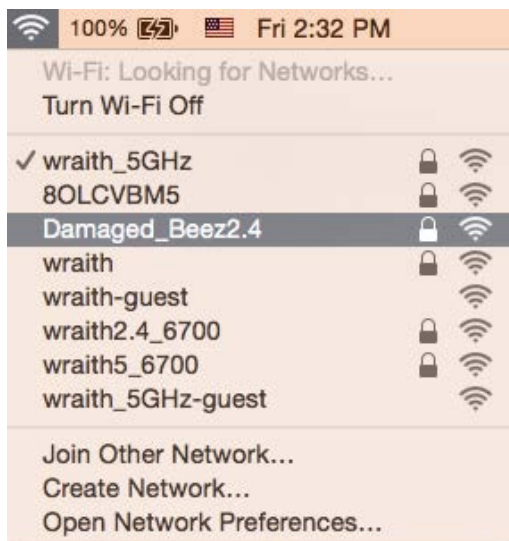 100% Fri 2:32 PM
Wi-Fi: Looking for Networks...
Turn Wi-Fi Off
✓ wraith_5GHz
8OLCVBM5
Damaged_Beez2.4
wraith
wraith-guest
wraith2.4_6700
wraith5_6700
wraith_5GHz-guest
Join Other Network...
Create Network...
Open Network Preferences...